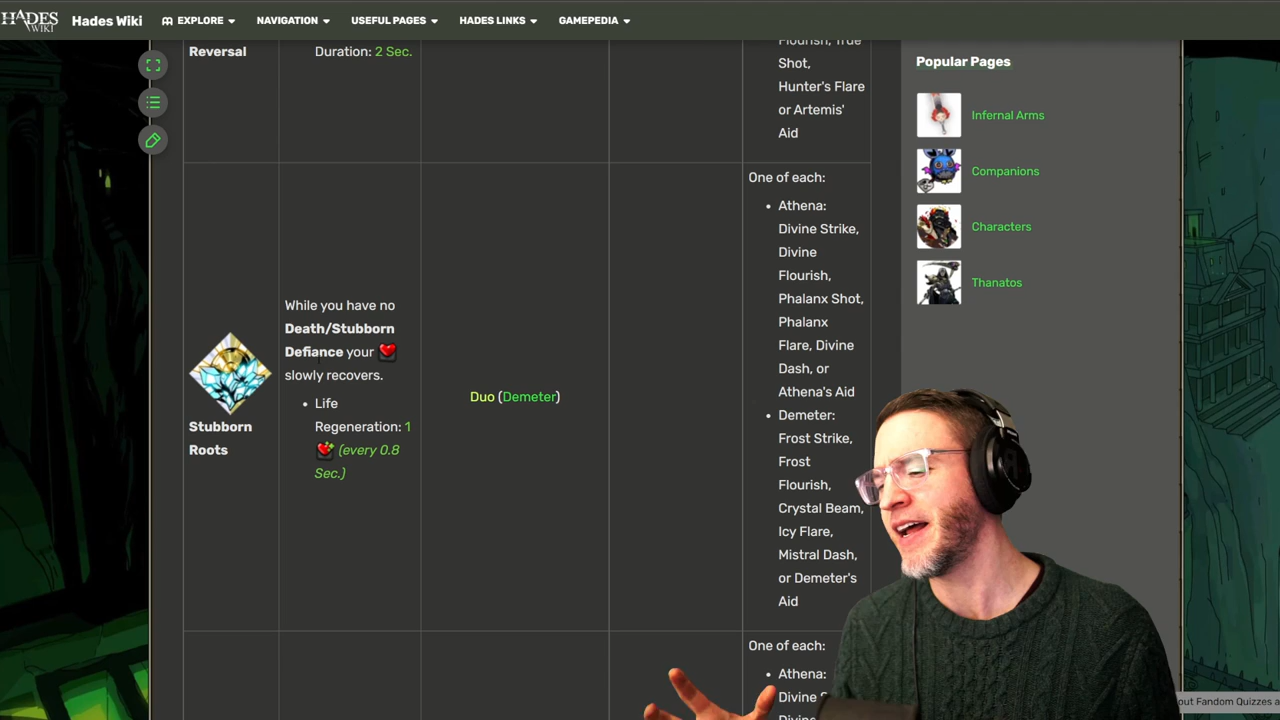 HADES
WIKI
Hades Wiki
EXPLORE
NAVIGATION
USEFUL PAGES
HADES LINKS
GAMEPEDIA
Reversal
Duration: 2 Sec.
Flourish, True
Shot,
Hunter's Flare
or Artemis'
Aid
Stubborn
Roots
While you have no
Death/Stubborn
Defiance your
slowly recovers.
• Life
Regeneration: 1
(every 0.8
Sec.)
Duo (Demeter)
One of each:
• Athena:
Divine Strike,
Divine
Flourish,
Phalanx Shot,
Phalanx
Flare, Divine
Dash, or
Athena's Aid
• Demeter:
Frost Strike,
Frost
Flourish,
Crystal Beam,
Icy Flare,
Mistral Dash,
or Demeter's
Aid
One of each:
• Athena:
Divine
Popular Pages
Infernal Arms
Companions
Characters
Thanatos
out Fandom Quizzes a